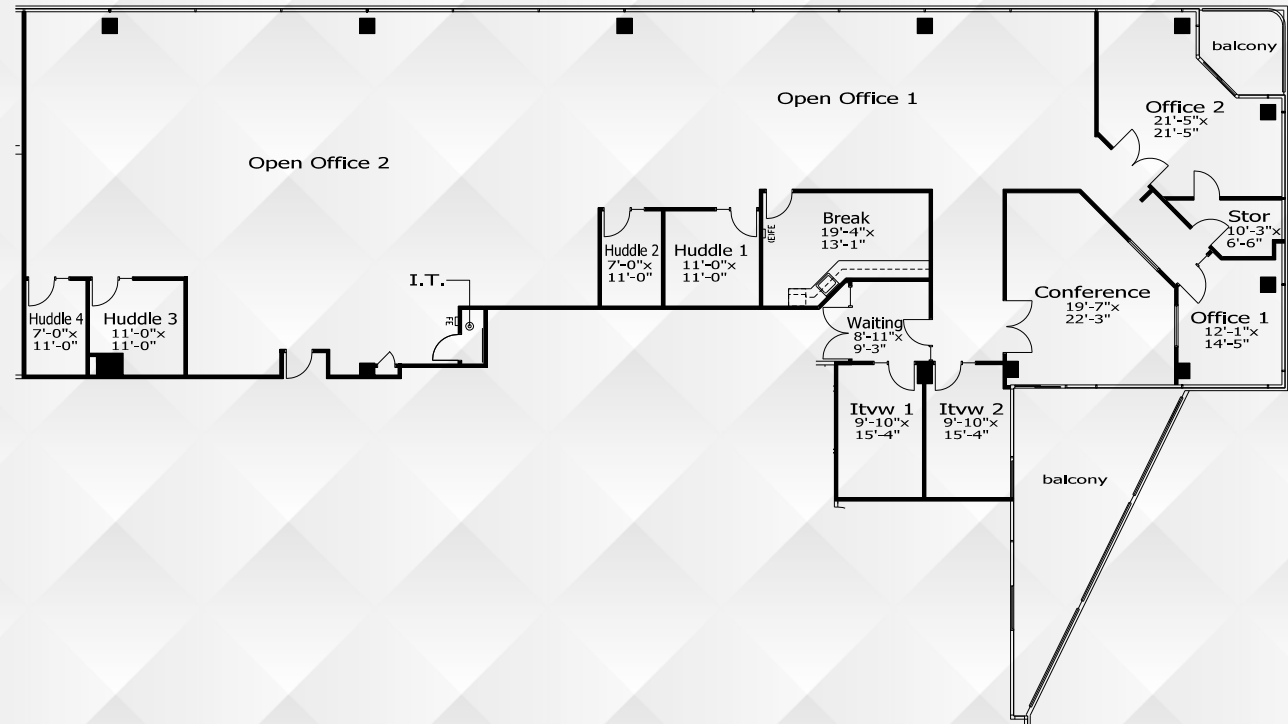 balcony
Open Office 1
Office 2
21'-5"x
21'-5"
Open Office 2
Break
19'-4"x
13'-1"
Stor
10'-3"x
6'-6"
Huddle 2
7'-0"x
11'-0"
Huddle 1
11'-0"x
11'-0"
I.T.
Conference
19'-7"x
22'-3"
Huddle 4
7'-0"x
11'-0"
Huddle 3
11'-0"x
11'-0"
FE
Waiting
8'-11"x
9'-3"
Office 1
12'-1"x
14'-5"
Itvw 1
9'-10"x
15'-4"
Itvw 2
9'-10"x
15'-4"
balcony